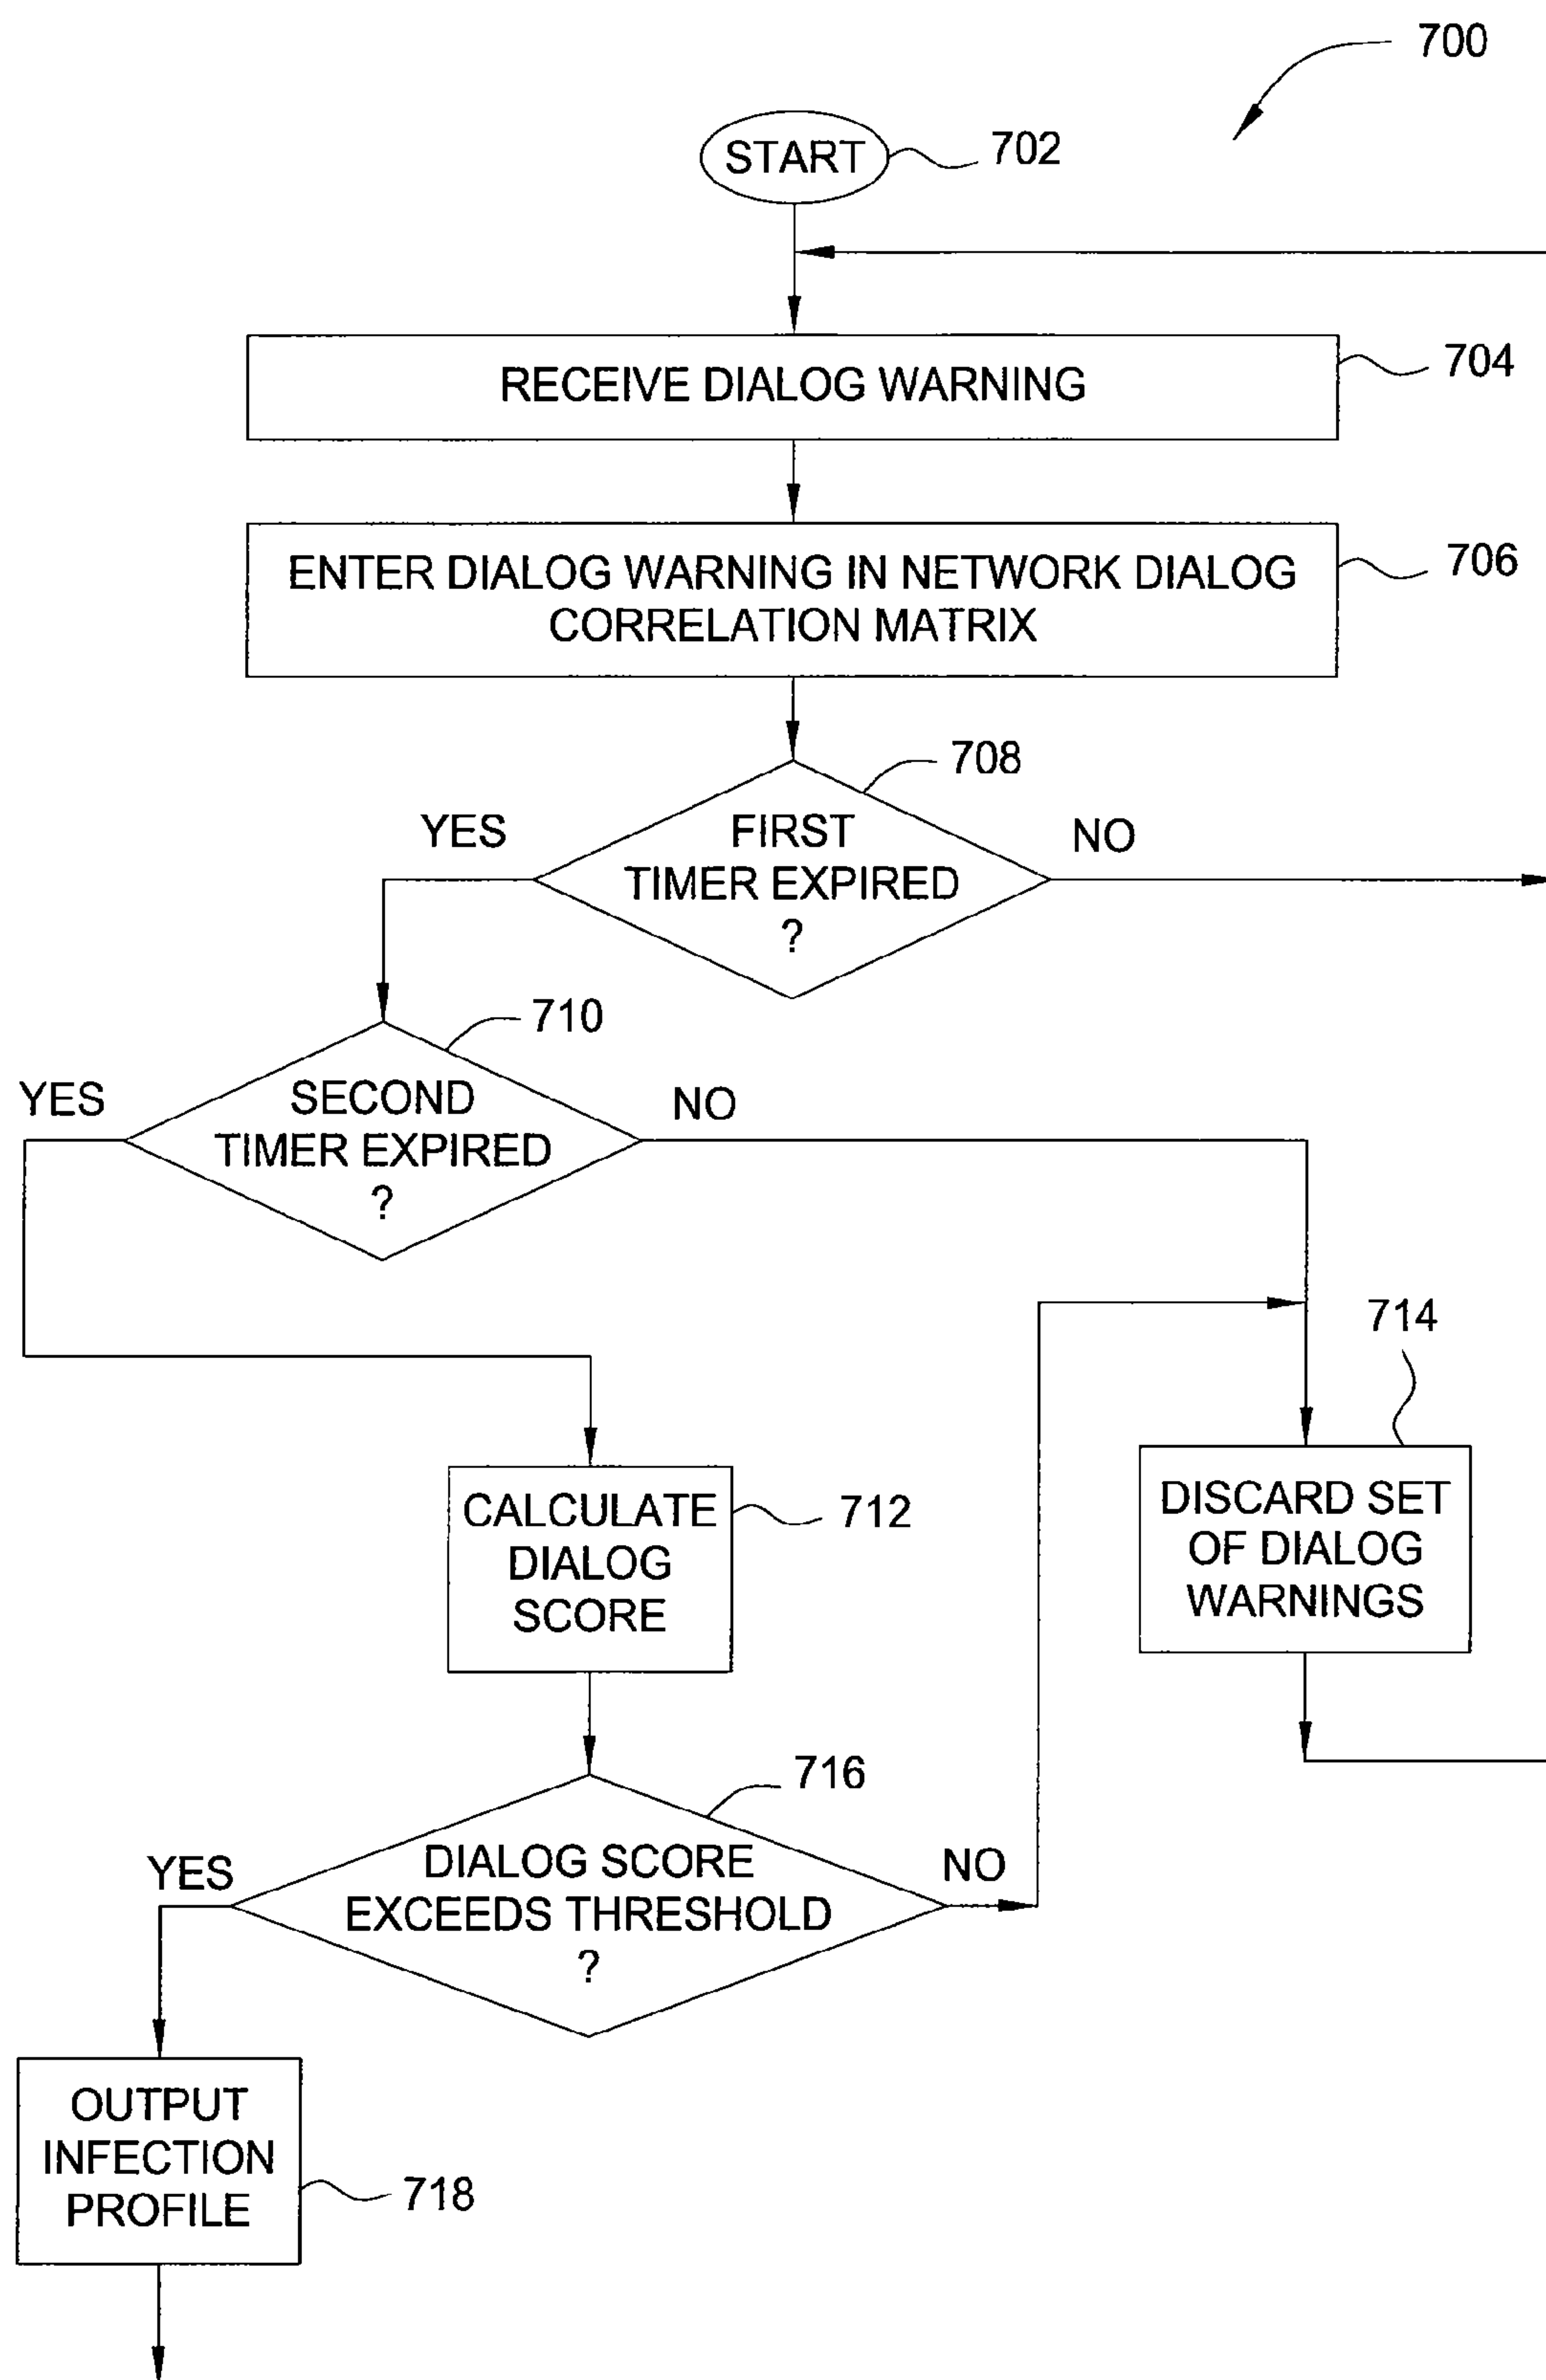 700
START
702
RECEIVE DIALOG WARNING
704
ENTER DIALOG WARNING IN NETWORK DIALOG
CORRELATION MATRIX
706
708
YES
FIRST
TIMER EXPIRED
?
NO
710
YES
SECOND
TIMER EXPIRED
?
NO
714
CALCULATE
DIALOG
SCORE
712
DISCARD SET
OF DIALOG
WARNINGS
716
YES
DIALOG SCORE
EXCEEDS THRESHOLD
?
NO
OUTPUT
INFECTION
PROFILE
718